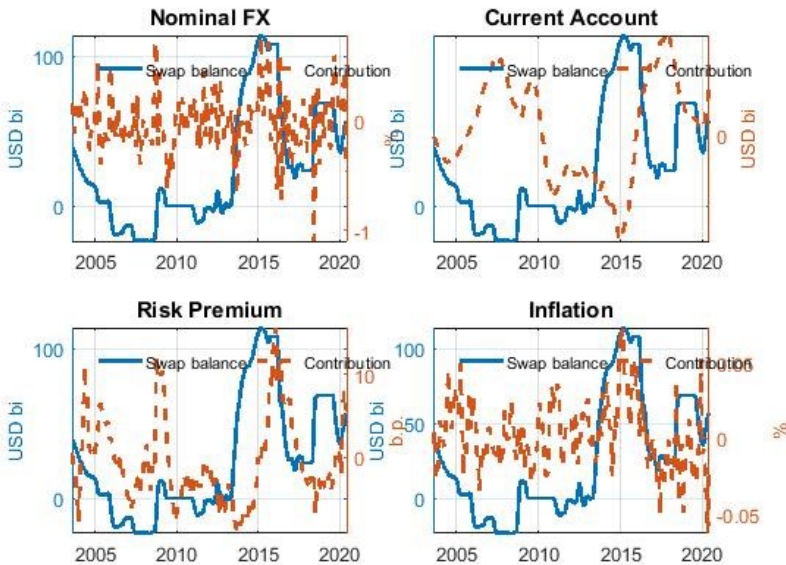 Nominal FX
Current Account
100
0
USD bi
Swap balance
Contribution
0
-1
%
2005
2010
2015
2020
USD bi
Swap balance
Contribution
0
USD bi
2005
2010
2015
2020
Risk Premium
Inflation
100
0
USD bi
Swap balance
Contribution
10
0
b.p.
2005
2010
2015
2020
100
50
0
USD bi
Swap balance
Contribution
0.05
0
-0.05
%
2005
2010
2015
2020